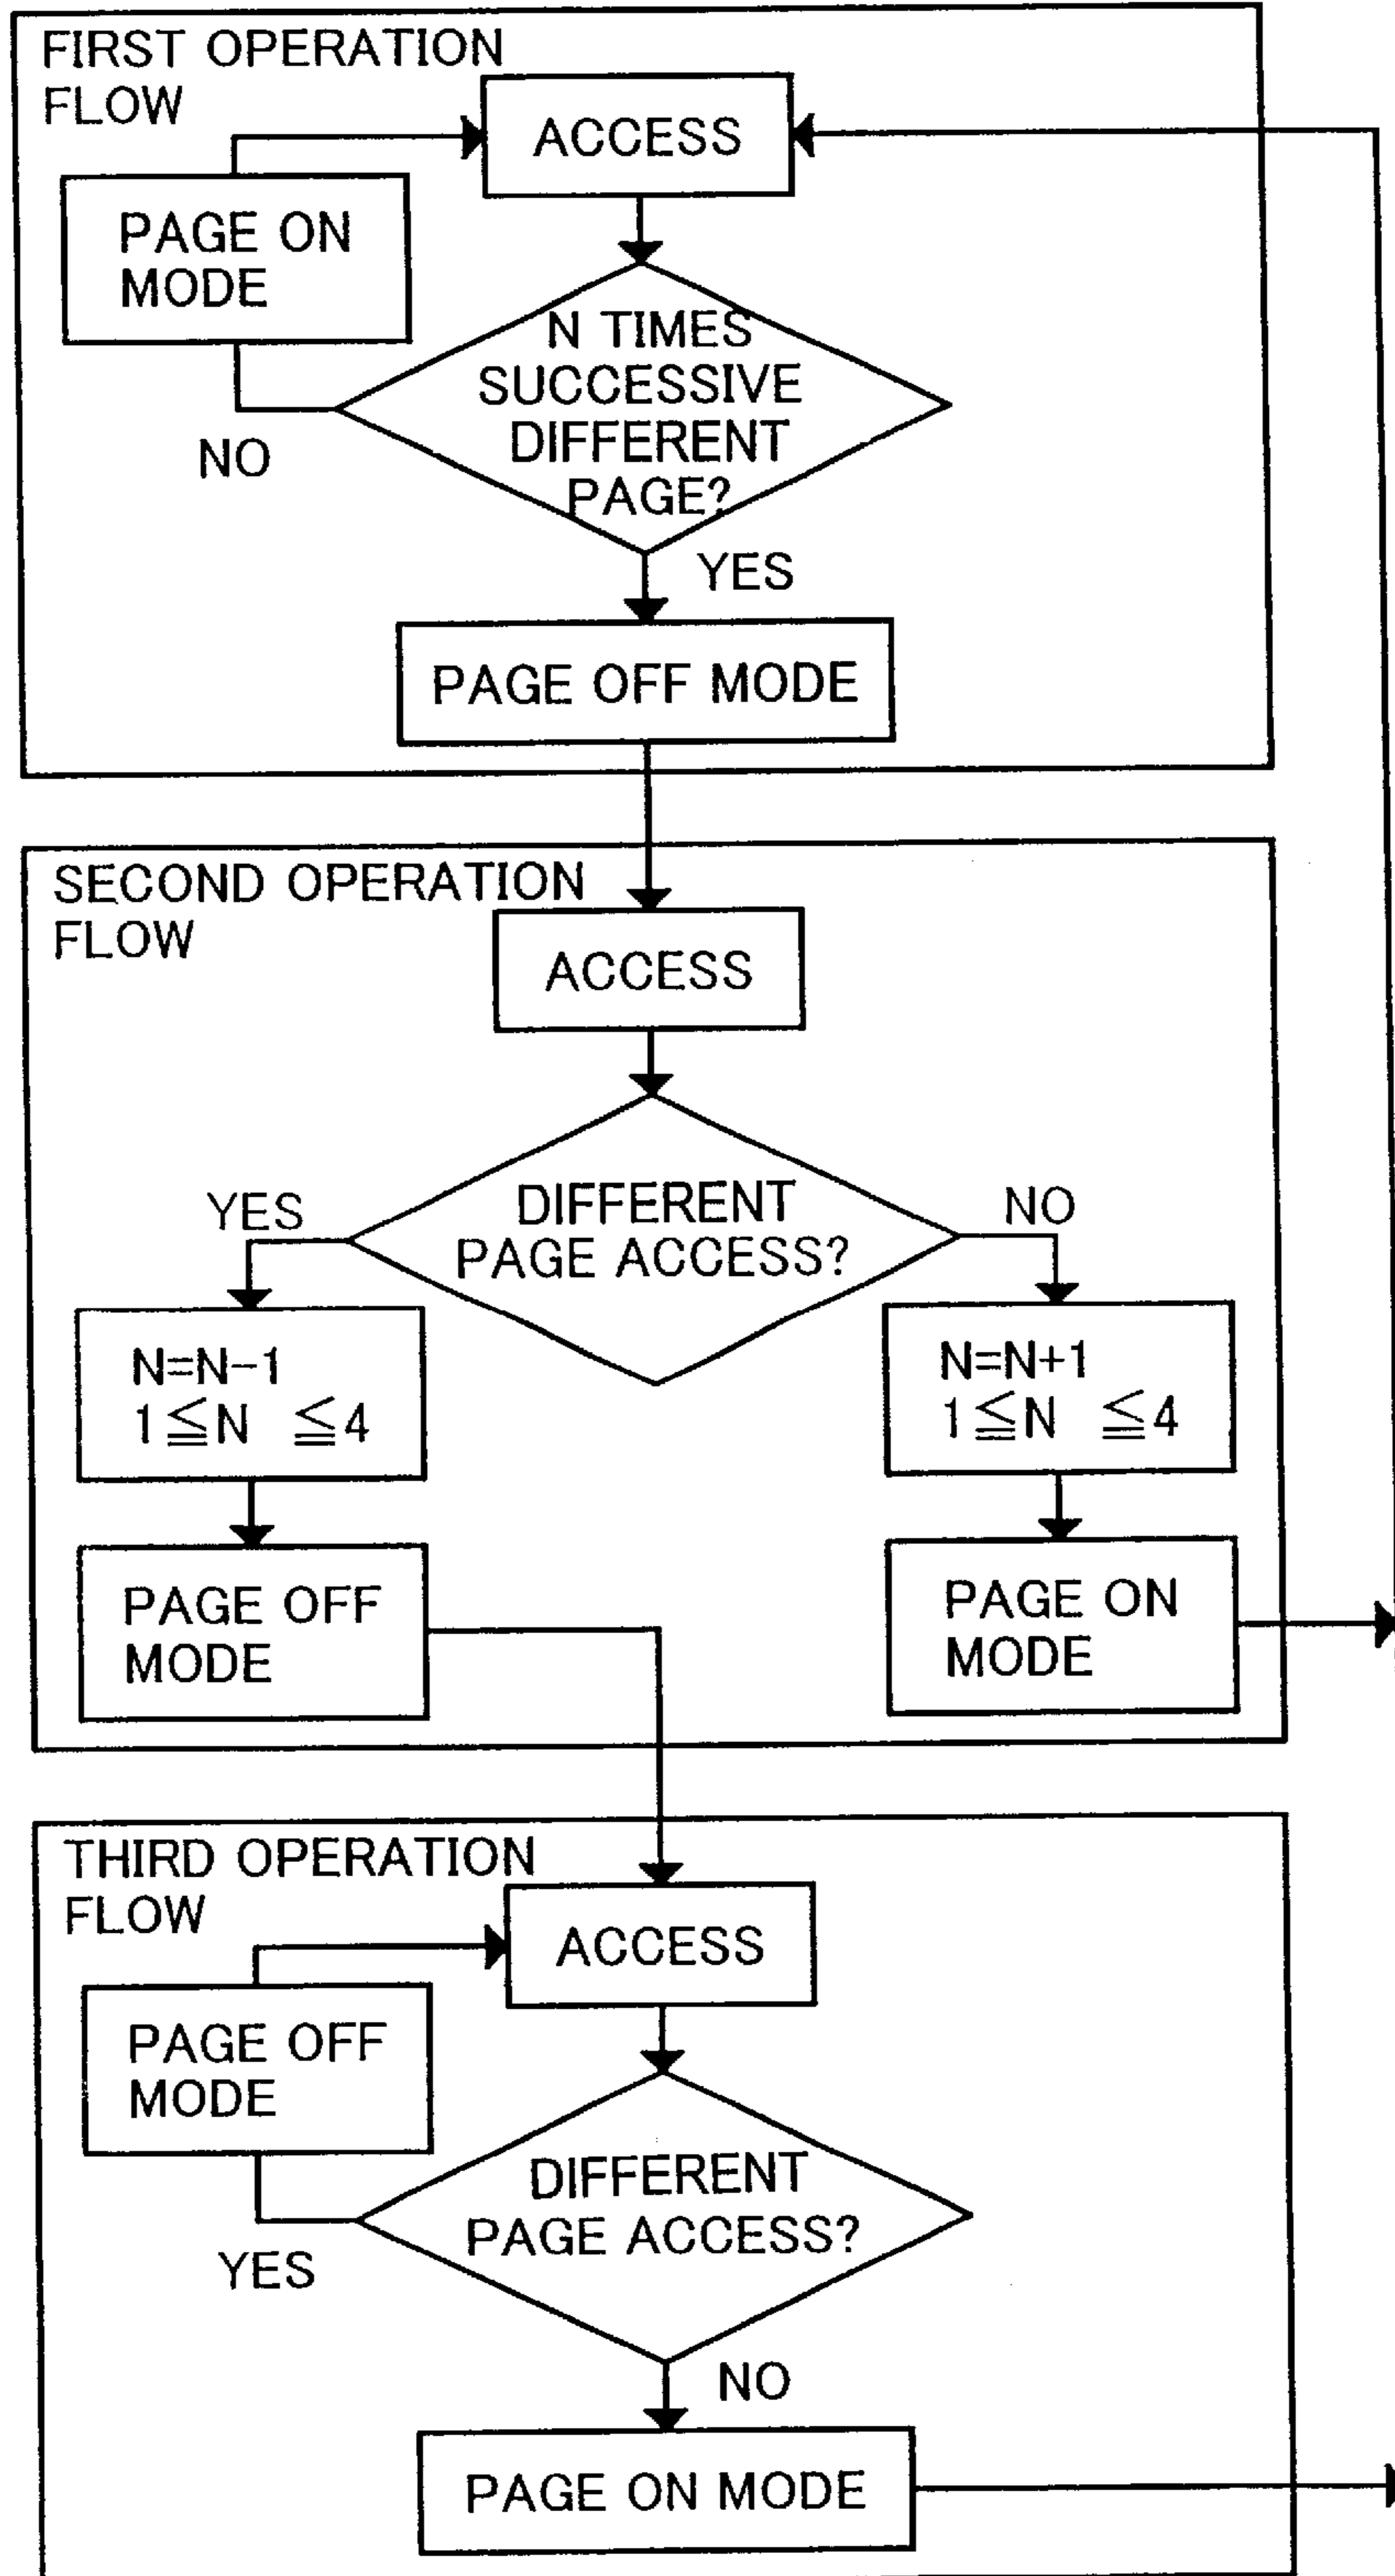 FIRST OPERATION
FLOW
ACCESS
PAGE ON
MODE
N TIMES
SUCCESSIVE
DIFFERENT
PAGE?
NO
YES
PAGE OFF MODE
SECOND OPERATION
FLOW
ACCESS
DIFFERENT
PAGE ACCESS?
YES
NO
N=N−1
1≦N ≦4
N=N+1
1≦N ≦4
PAGE OFF
MODE
PAGE ON
MODE
THIRD OPERATION
FLOW
ACCESS
PAGE OFF
MODE
DIFFERENT
PAGE ACCESS?
YES
NO
PAGE ON MODE